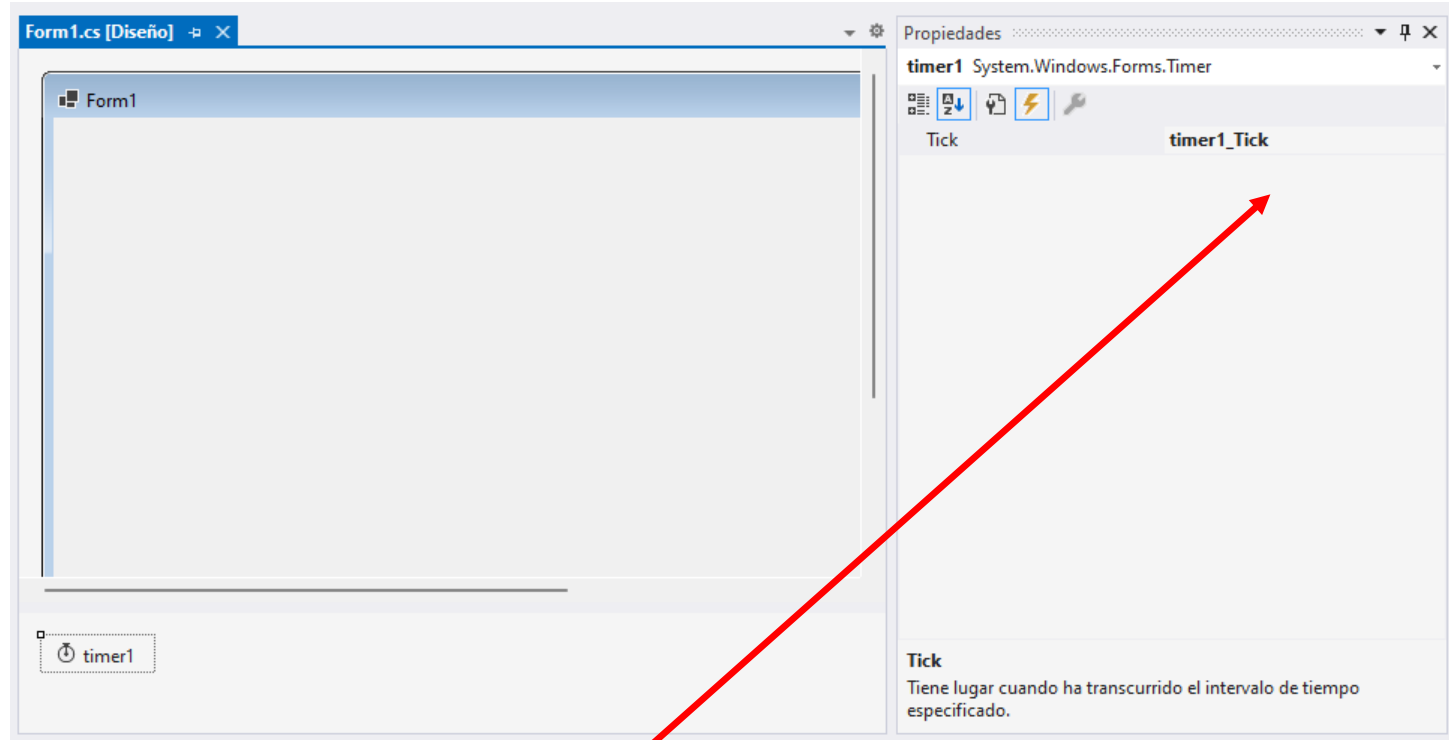 Form1.cs [Diseño]
Form1
timer1
Propiedades
timer1 System.Windows.Forms.Timer
Tick timer1_Tick
Tick
Tiene lugar cuando ha transcurrido el intervalo de tiempo
especificado.